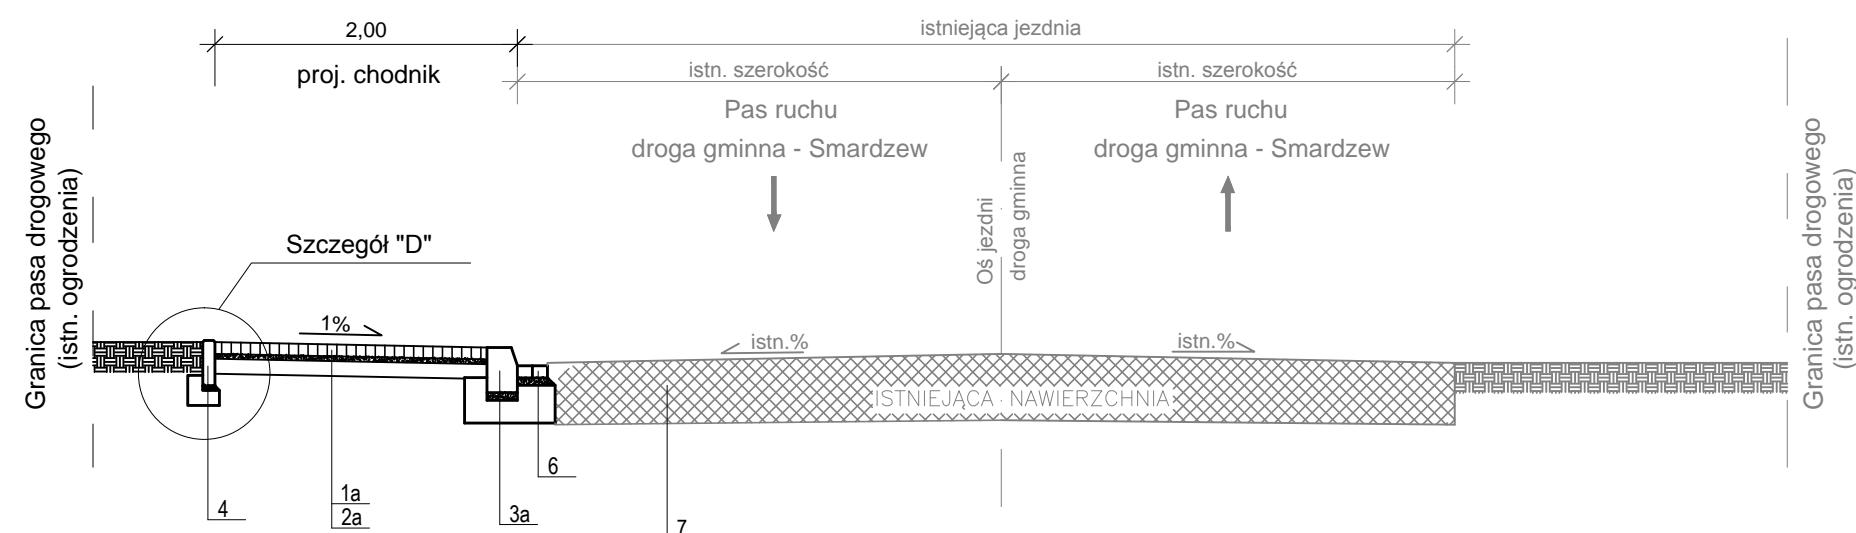 2,00
istniejąca jezdnia
proj. chodnik
istn. szerokość
istn. szerokość
Pas ruchu
droga gminna - Smardzew
Pas ruchu
droga gminna - Smardzew
Granica pasa drogowego
(istn. ogrodzenia)
Oś jezdni
droga gminna
Granica pasa drogowego
(istn. ogrodzenia)
Szczegół "D"
1%
istn.%
istn.%
ISTNIEJĄCA NAWIERZCHNIA
6
1a
2a
4
3a
7